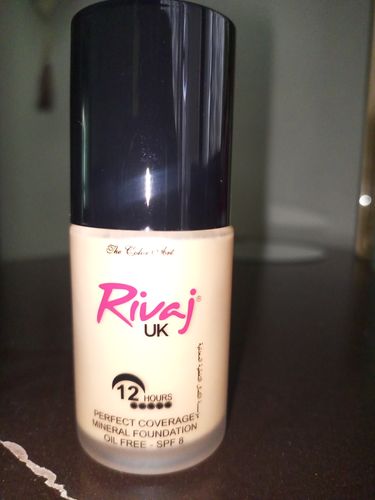 The Color Art
Rivaj®
UK
12 HOURS
PERFECT COVERAGE
MINERAL FOUNDATION
OIL FREE - SPF 8